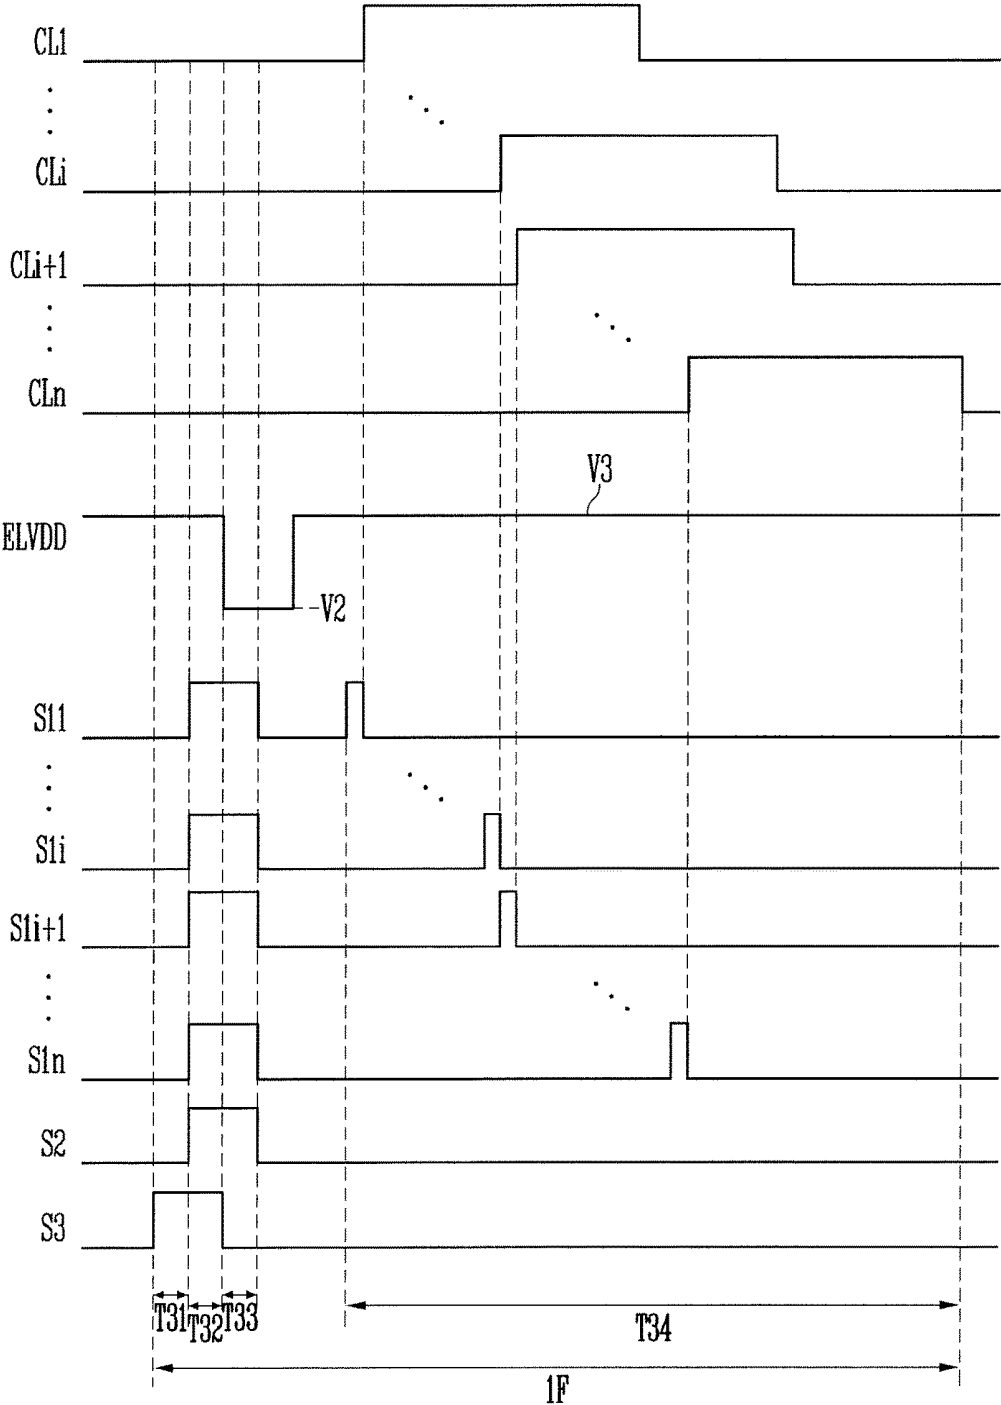 CL1
CLi
CLi+1
CLn
V3
ELVDD
V2
S11
S1i
S1i+1
S1n
S2
S3
T31
T32
T33
T34
1F